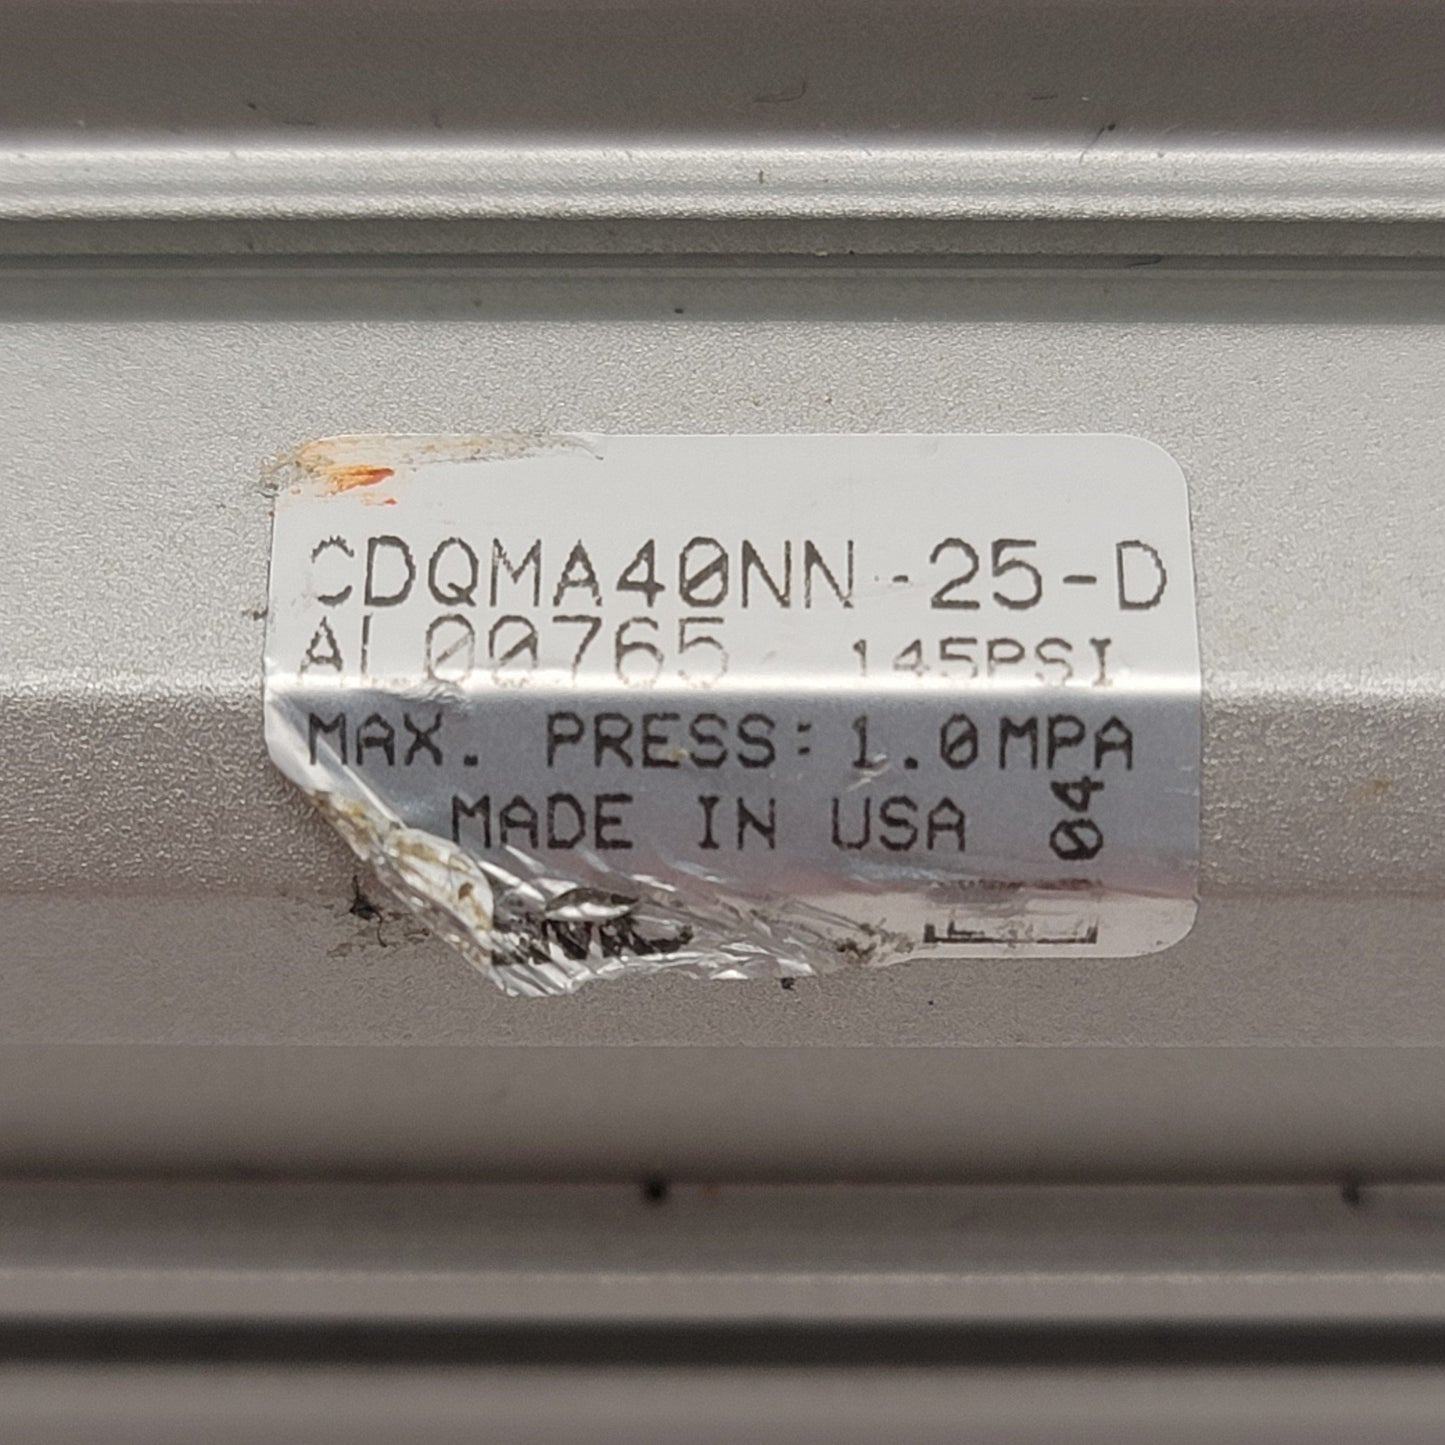 CDQMA40NN-25-D
AL00765 145PSI
MAX. PRESS: 1.0MPA
MADE IN USA 04